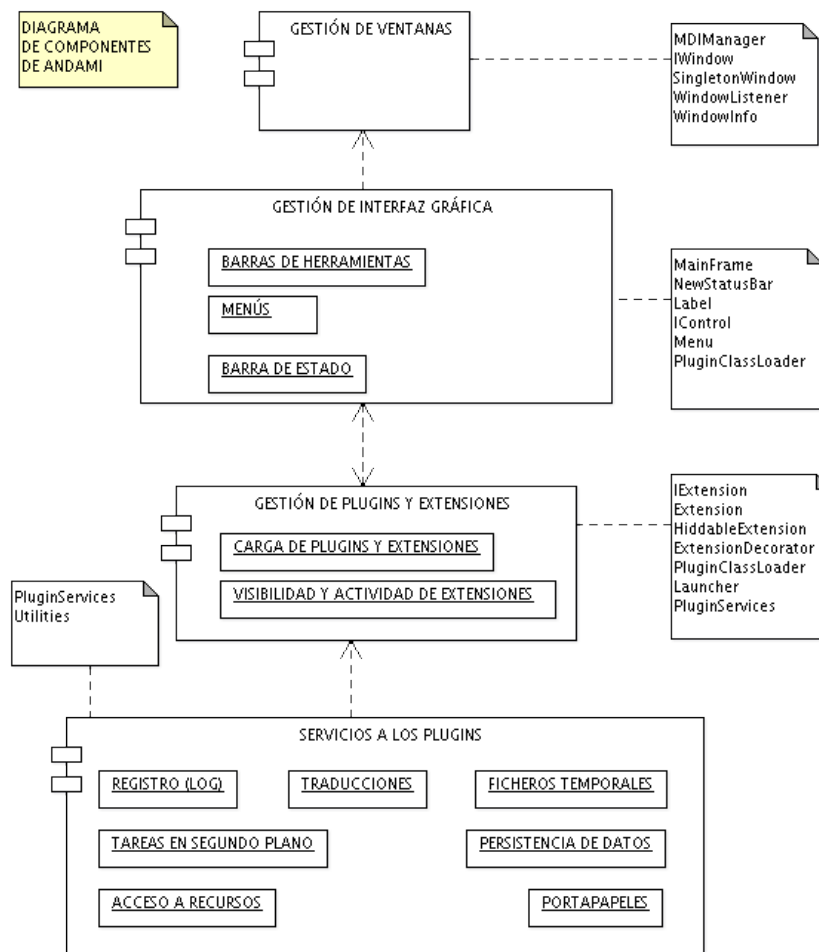 DIAGRAMA
DE COMPONENTES
DE ANDAMI
GESTIÓN DE VENTANAS
MDIManager
IWindow
SingletonWindow
WindowListener
WindowInfo
GESTIÓN DE INTERFAZ GRÁFICA
BARRAS DE HERRAMIENTAS
MENÚS
BARRA DE ESTADO
MainFrame
NewStatusBar
Label
IControl
Menu
PluginClassLoader
GESTIÓN DE PLUGINS Y EXTENSIONES
CARGA DE PLUGINS Y EXTENSIONES
VISIBILIDAD Y ACTIVIDAD DE EXTENSIONES
IExtension
Extension
HiddableExtension
ExtensionDecorator
PluginClassLoader
Launcher
PluginServices
PluginServices
Utilities
SERVICIOS A LOS PLUGINS
REGISTRO (LOG)
TRADUCCIONES
FICHEROS TEMPORALES
TAREAS EN SEGUNDO PLANO
PERSISTENCIA DE DATOS
ACCESO A RECURSOS
PORTAPAPELES